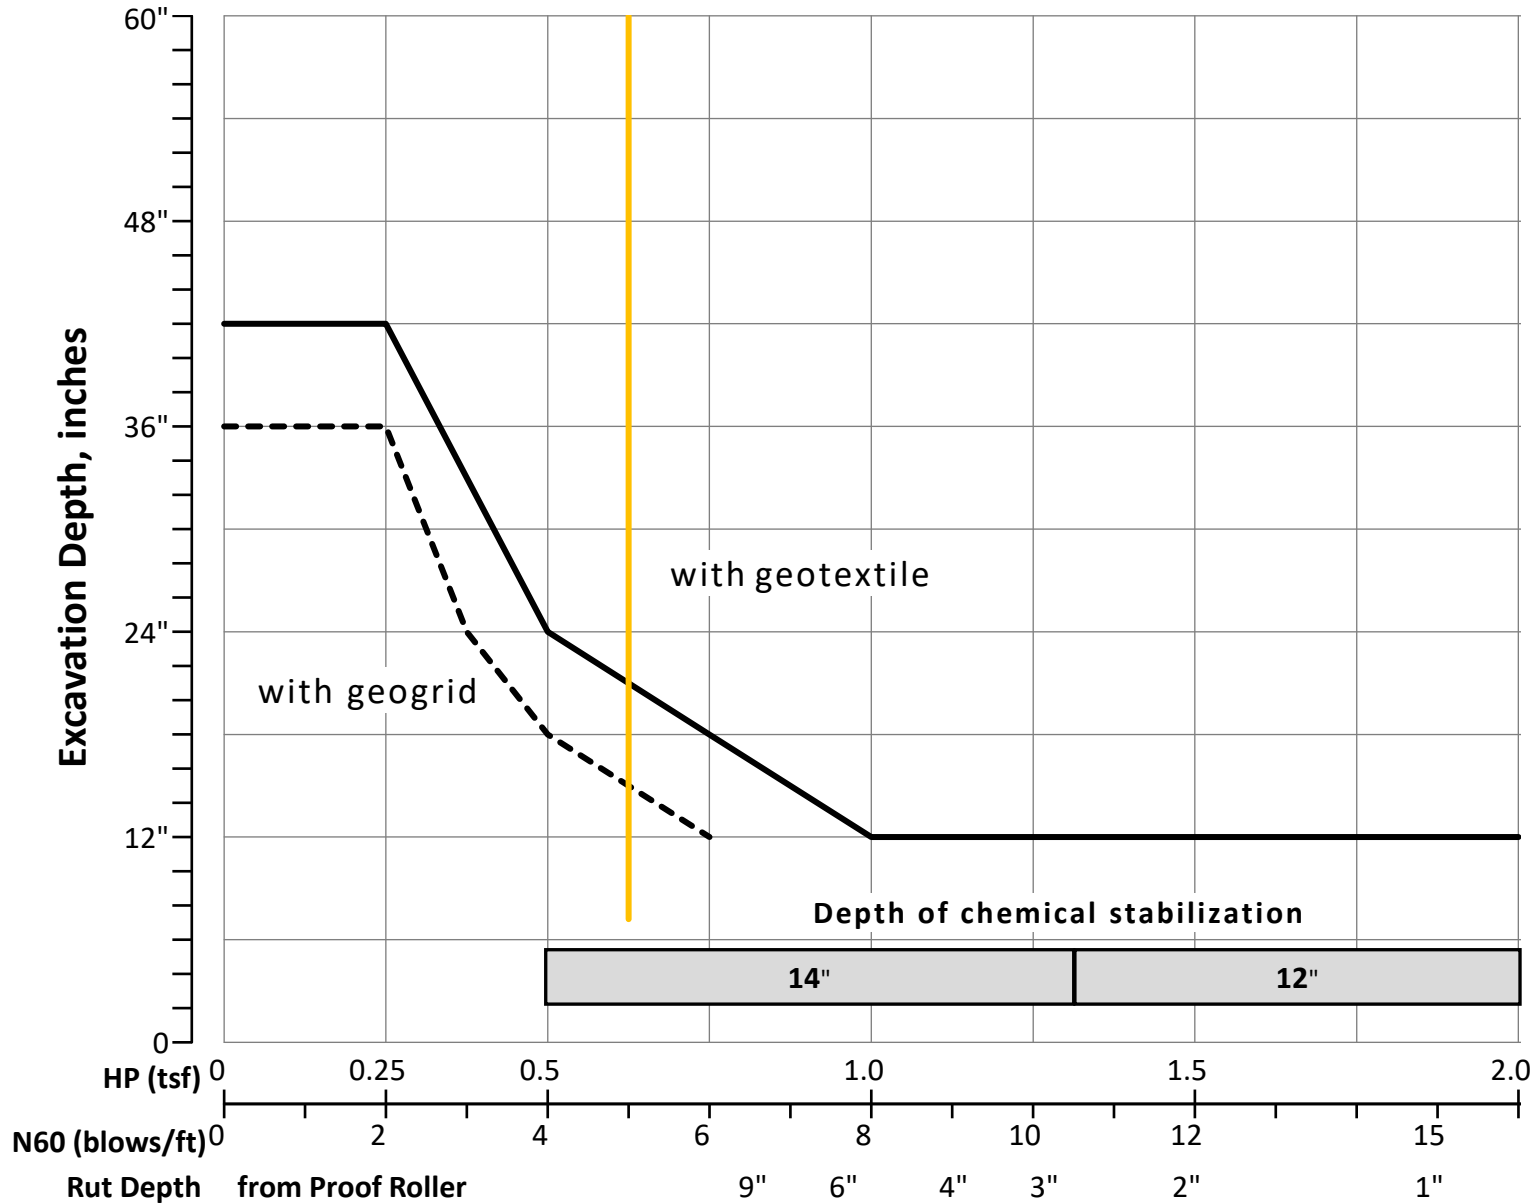 60"
48"
36"
24"
12"
0
Excavation Depth, inches
with geotextile
with geogrid
Depth of chemical stabilization
14" 12"
HP (tsf) 0 0.25 0.5 1.0 1.5 2.0
N60 (blows/ft) 0 2 4 6 8 10 12 15
Rut Depth from Proof Roller 9" 6" 4" 3" 2" 1"